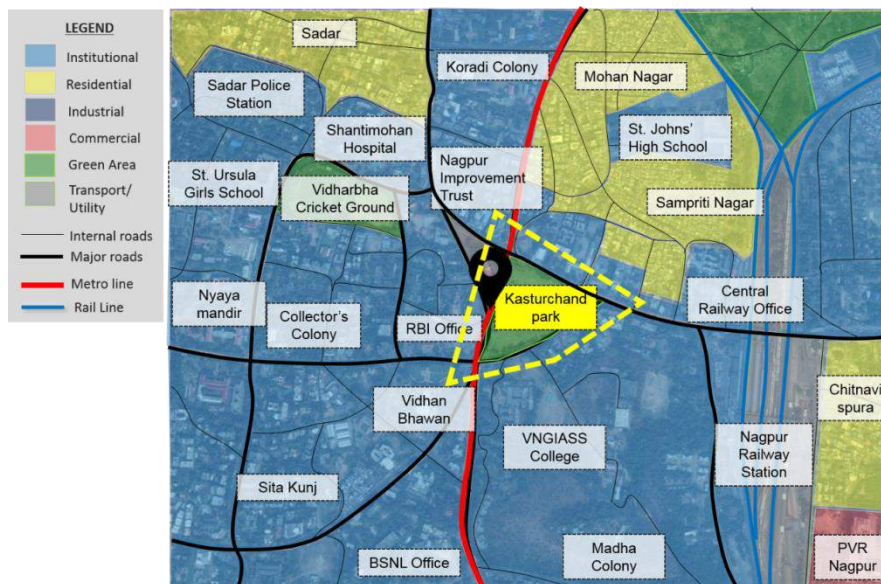 LEGEND
Institutional
Residential
Industrial
Commercial
Green Area
Transport/
Utility
Internal roads
Major roads
Metro line
Rail Line
Sadar
Koradi Colony
Mohan Nagar
Sadar Police
Station
Shantimohan
Hospital
St. Johns'
High School
Nagpur
Improvement
Trust
St. Ursula
Girls School
Vidharbha
Cricket Ground
Sampriti Nagar
Nyaya
mandir
Collector's
Colony
RBI Office
Kasturchand
park
Central
Railway Office
Vidhan
Bhawan
VNGIASS
College
Nagpur
Railway
Station
Chitnavi
spura
Sita Kunj
BSNL Office
Madha
Colony
PVR
Nagpur